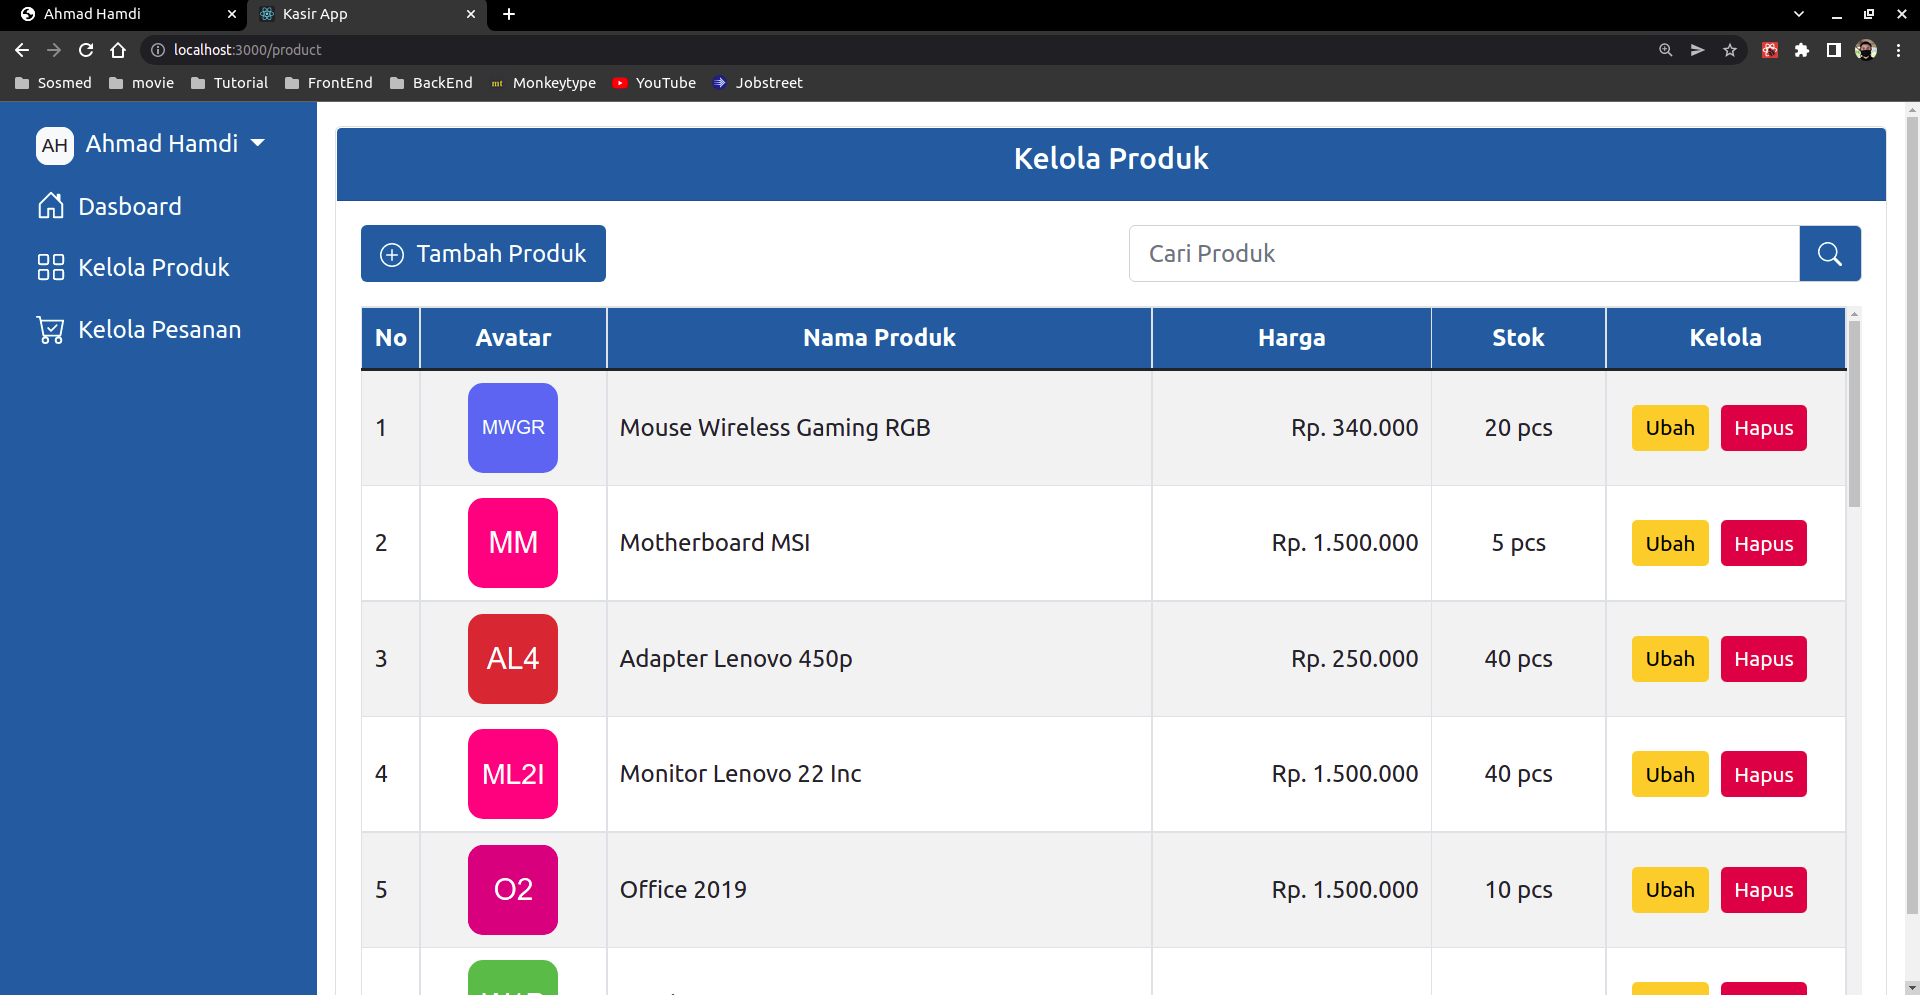 Ahmad Hamdi
Kasir App
localhost:3000/product
Sosmed movie Tutorial FrontEnd BackEnd mt Monkeytype YouTube Jobstreet
AH Ahmad Hamdi
Dasboard
Kelola Produk
Kelola Pesanan
Kelola Produk
Tambah Produk
Cari Produk
No Avatar Nama Produk Harga Stok Kelola
1 MWGR Mouse Wireless Gaming RGB Rp. 340.000 20 pcs Ubah Hapus
2 MM Motherboard MSI Rp. 1.500.000 5 pcs Ubah Hapus
3 AL4 Adapter Lenovo 450p Rp. 250.000 40 pcs Ubah Hapus
4 ML2I Monitor Lenovo 22 Inc Rp. 1.500.000 40 pcs Ubah Hapus
5 O2 Office 2019 Rp. 1.500.000 10 pcs Ubah Hapus